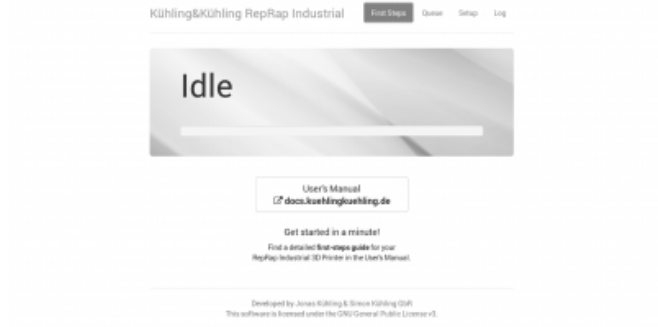 Kühling&Kühling RepRap Industrial
First Steps Queue Setup Log
Idle
User's Manual
docs.kuehlingkuehling.de
Get started in a minute!
Find a detailed first-steps guide for your
RepRap Industrial 3D Printer in the User's Manual.
Developed by Jonas Kühling & Simon Kühling GbR
This software is licensed under the GNU General Public License v3.